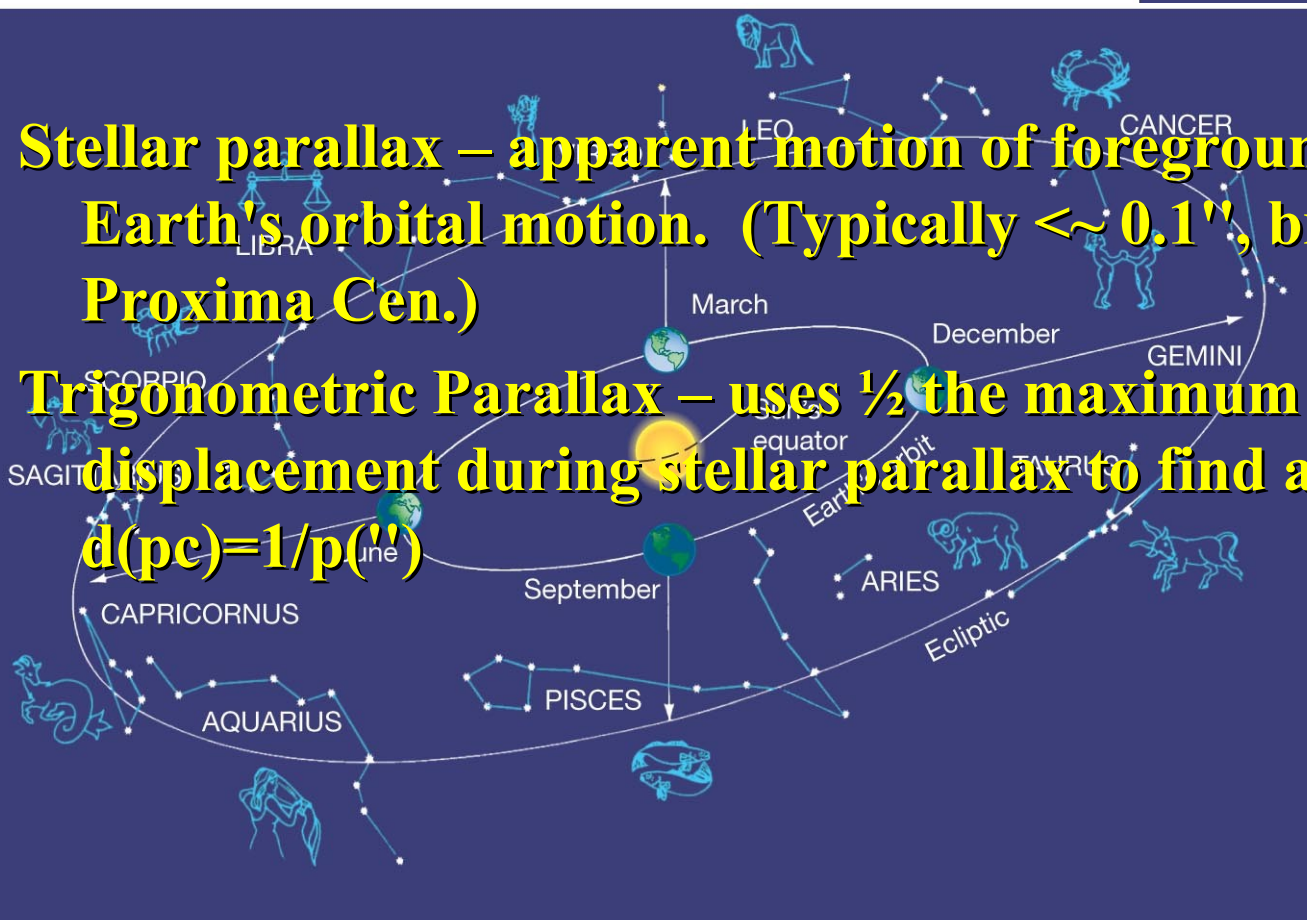 Stellar parallax – apparent motion of foregroun
Earth's orbital motion. (Typically <~ 0.1", b
Proxima Cen.)
Trigonometric Parallax – uses ½ the maximum
displacement during stellar parallax to find a
d(pc)=1/p(")
LEO
CANCER
LIBRA
March
December
GEMINI
SCORPIO
Sun's
equator
TAURUS
Earth's orbit
June
September
ARIES
CAPRICORNUS
Ecliptic
PISCES
AQUARIUS